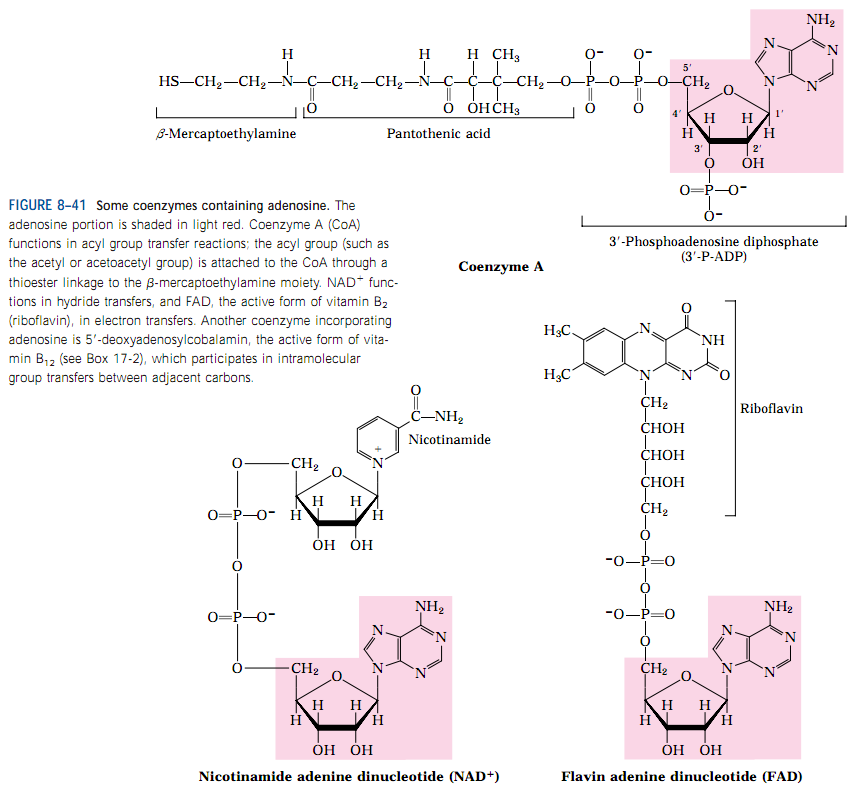 NH₂
H H H CH₃ O⁻ O⁻ N N
HS—CH₂—CH₂—N—C—CH₂—CH₂—N—C—C—C—CH₂—O—P—O—P—O—CH₂ 5′ O N N
O O OH CH₃ O O 4′ H H H H 1′
β-Mercaptoethylamine Pantothenic acid
3′ 2′
O OH
O=P—O⁻
O⁻
3′-Phosphoadenosine diphosphate
(3′-P-ADP)
Coenzyme A
FIGURE 8–41 Some coenzymes containing adenosine. The
adenosine portion is shaded in light red. Coenzyme A (CoA)
functions in acyl group transfer reactions; the acyl group (such as
the acetyl or acetoacetyl group) is attached to the CoA through a
thioester linkage to the β-mercaptoethylamine moiety. NAD⁺ func-
tions in hydride transfers, and FAD, the active form of vitamin B₂
(riboflavin), in electron transfers. Another coenzyme incorporating
adenosine is 5′-deoxyadenosylcobalamin, the active form of vita-
min B₁₂ (see Box 17-2), which participates in intramolecular
group transfers between adjacent carbons.
O
C—NH₂
Nicotinamide
O CH₂ O N +
O=P—O⁻ H H H H
OH OH
O
O=P—O⁻ NH₂
N N
O CH₂ O N N
H H H H
OH OH
Nicotinamide adenine dinucleotide (NAD⁺)
O
H₃C N NH
H₃C N N O
CH₂
Riboflavin
CHOH
CHOH
CHOH
CH₂
O
⁻O—P=O
O
⁻O—P=O NH₂
O N N
CH₂ O N N
H H H H
OH OH
Flavin adenine dinucleotide (FAD)